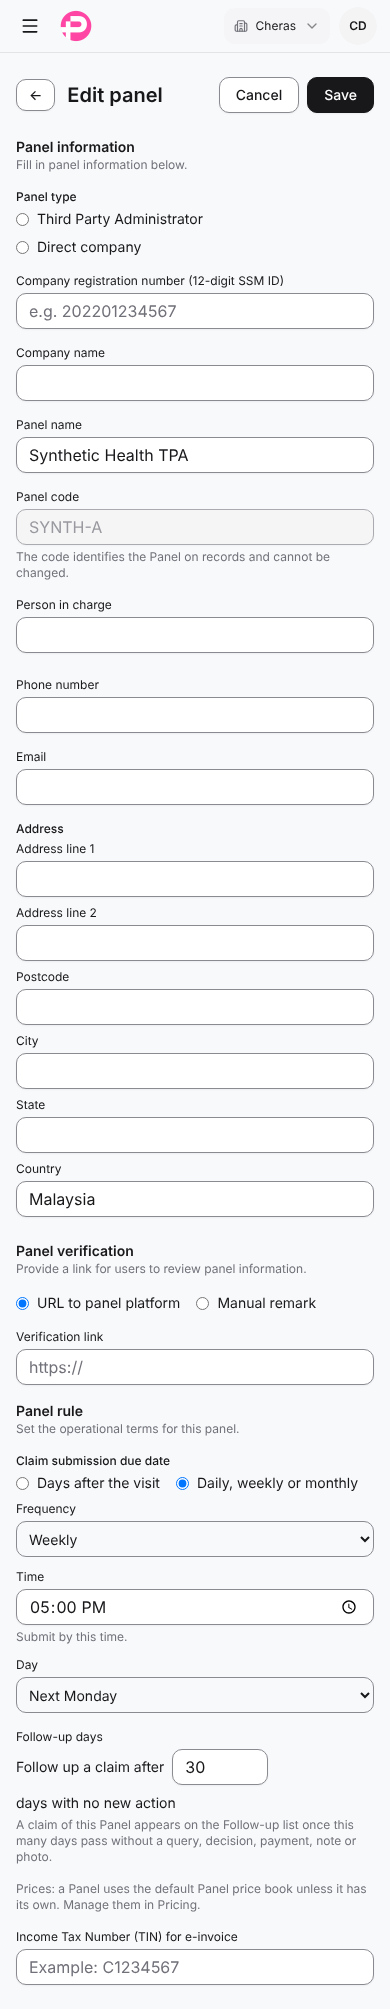 Cheras
CD
Edit panel
Cancel
Save
Panel information
Fill in panel information below.
Panel type
Third Party Administrator
Direct company
Company registration number (12-digit SSM ID)
e.g. 202201234567
Company name
Panel name
Synthetic Health TPA
Panel code
SYNTH-A
The code identifies the Panel on records and cannot be
changed.
Person in charge
Phone number
Email
Address
Address line 1
Address line 2
Postcode
City
State
Country
Malaysia
Panel verification
Provide a link for users to review panel information.
URL to panel platform
Manual remark
Verification link
https://
Panel rule
Set the operational terms for this panel.
Claim submission due date
Days after the visit
Daily, weekly or monthly
Frequency
Weekly
Time
05:00 PM
Submit by this time.
Day
Next Monday
Follow-up days
Follow up a claim after 30
days with no new action
A claim of this Panel appears on the Follow-up list once this
many days pass without a query, decision, payment, note or
photo.
Prices: a Panel uses the default Panel price book unless it has
its own. Manage them in Pricing.
Income Tax Number (TIN) for e-invoice
Example: C1234567